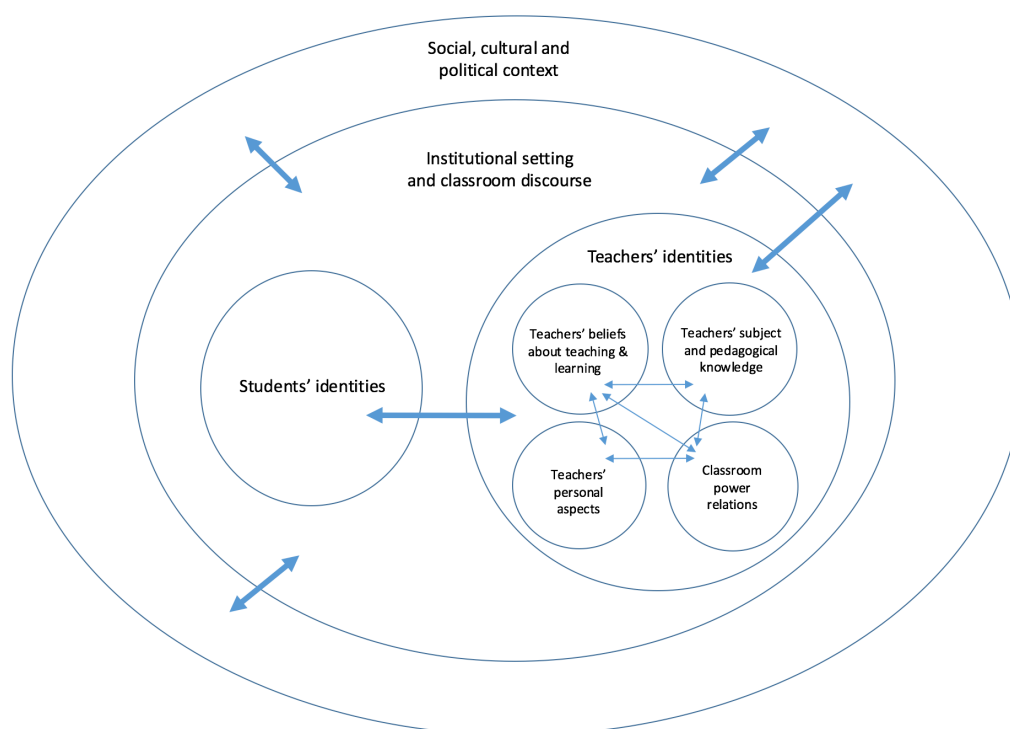 Social, cultural and
political context
Institutional setting
and classroom discourse
Teachers’ identities
Teachers’ beliefs
about teaching &
learning
Teachers’ subject
and pedagogical
knowledge
Students’ identities
Teachers’
personal
aspects
Classroom
power
relations